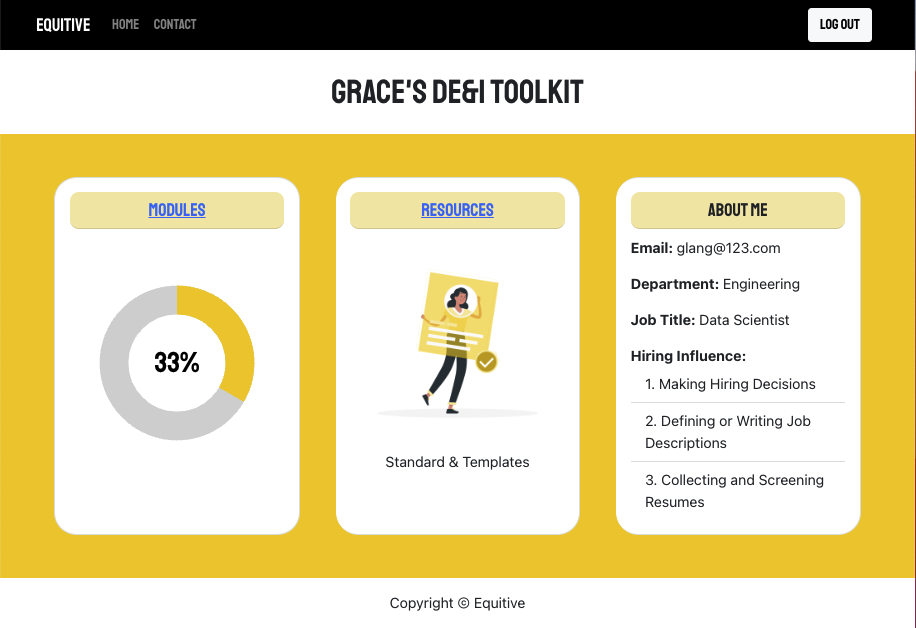 EQUITIVE HOME CONTACT LOG OUT
GRACE'S DE&I TOOLKIT
MODULES
33%
RESOURCES
Standard & Templates
ABOUT ME
Email: glang@123.com
Department: Engineering
Job Title: Data Scientist
Hiring Influence:
1. Making Hiring Decisions
2. Defining or Writing Job
Descriptions
3. Collecting and Screening
Resumes
Copyright © Equitive